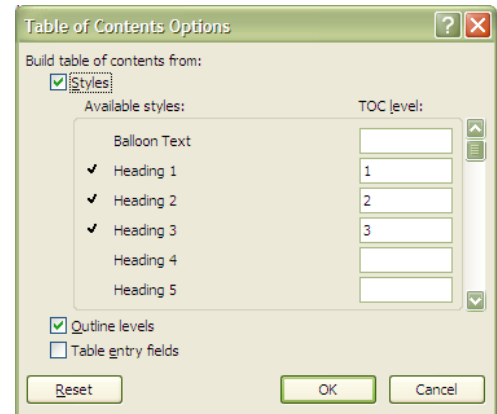 Table of Contents Options
Build table of contents from:
Styles
Available styles: TOC level:
Balloon Text
Heading 1 1
Heading 2 2
Heading 3 3
Heading 4
Heading 5
Outline levels
Table entry fields
Reset OK Cancel